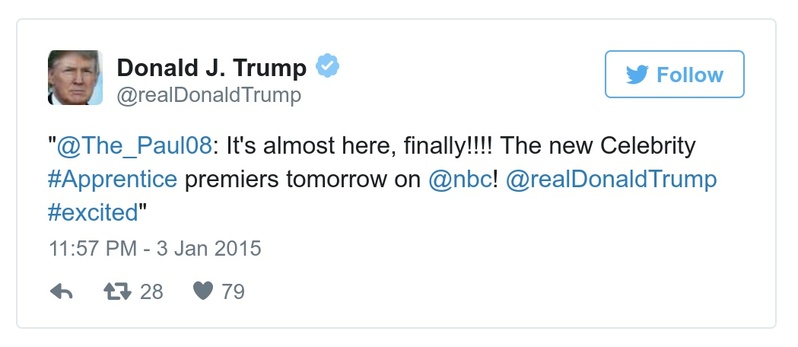 Donald J. Trump
@realDonaldTrump
Follow
"@The_Paul08: It's almost here, finally!!!! The new Celebrity
#Apprentice premiers tomorrow on @nbc! @realDonaldTrump
#excited"
11:57 PM - 3 Jan 2015
28 79